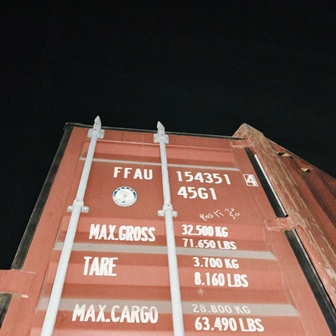 FFAU 154351 4
45G1
MAX.GROSS 32.500 KG
71.650 LBS
TARE 3.700 KG
8.160 LBS
MAX.CARGO 28.800 KG
63.490 LBS